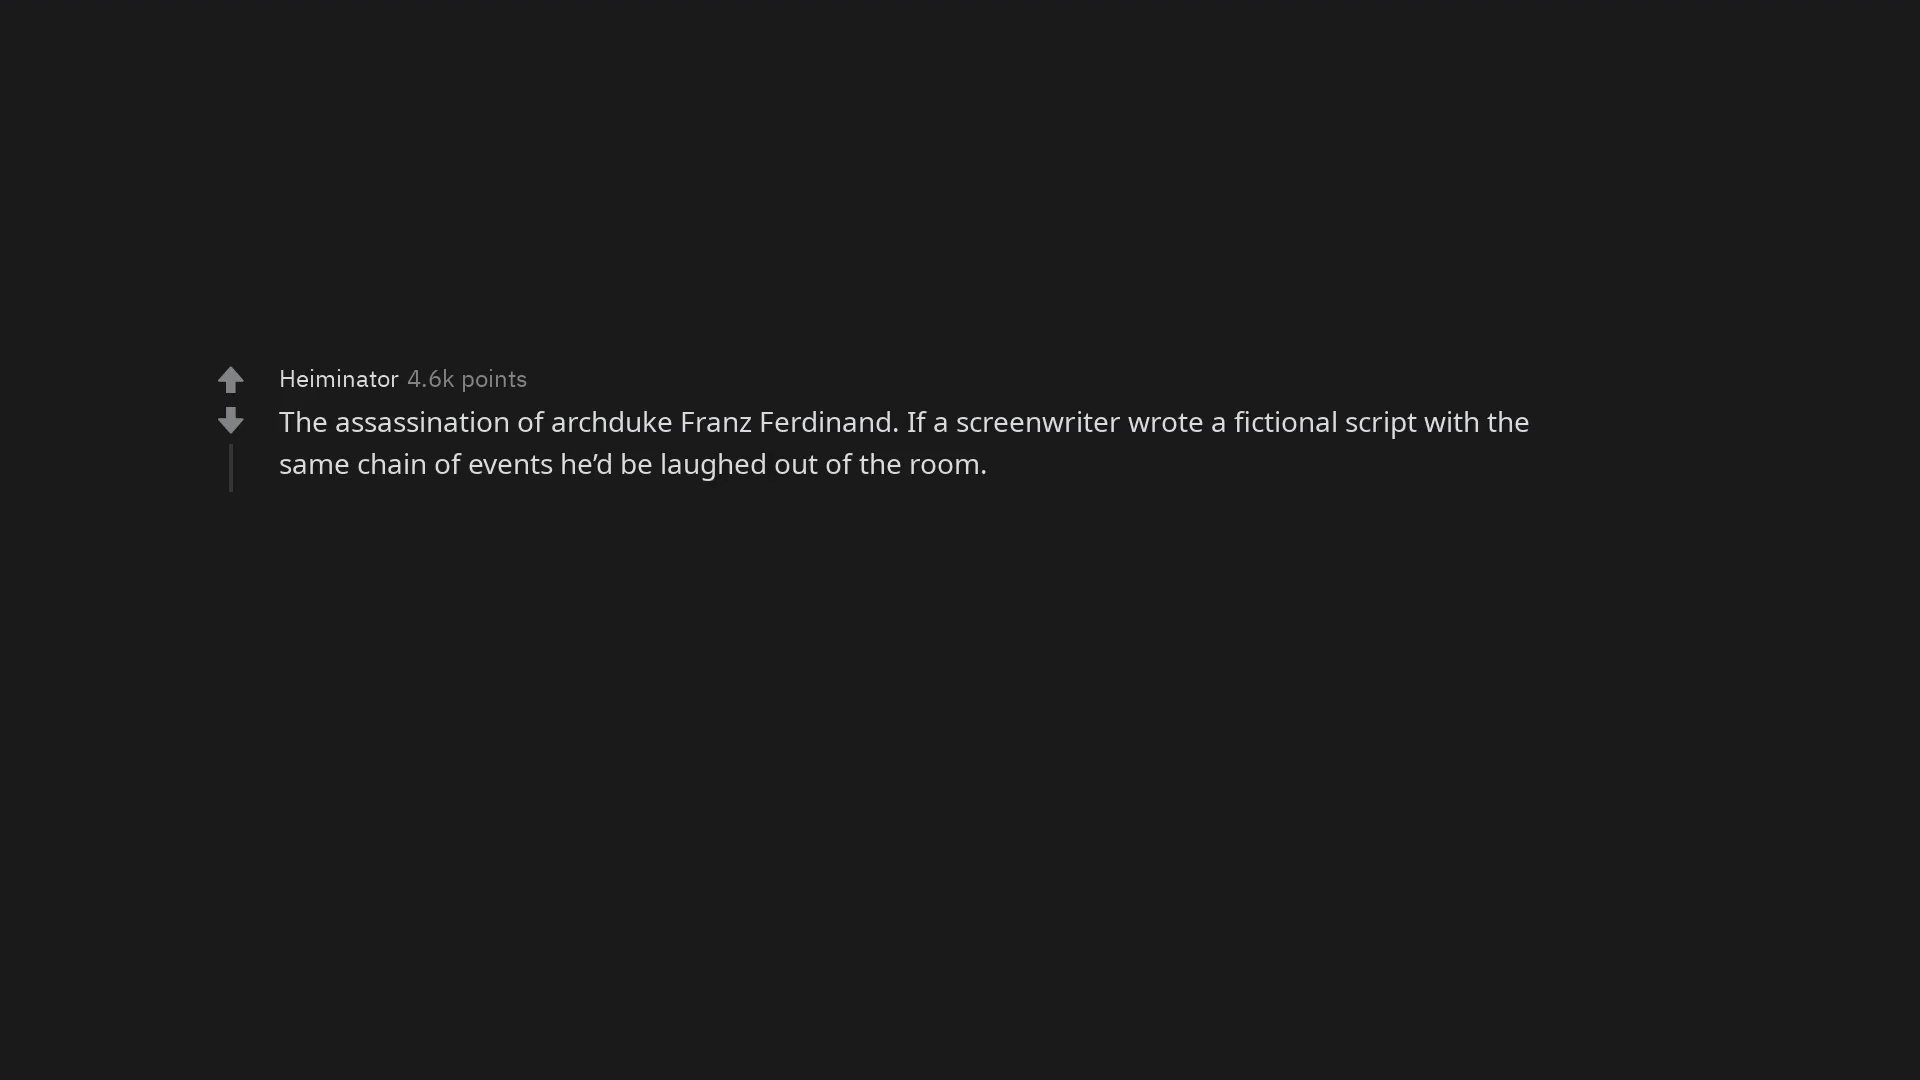 Heiminator 4.6k points
The assassination of archduke Franz Ferdinand. If a screenwriter wrote a fictional script with the
same chain of events he’d be laughed out of the room.